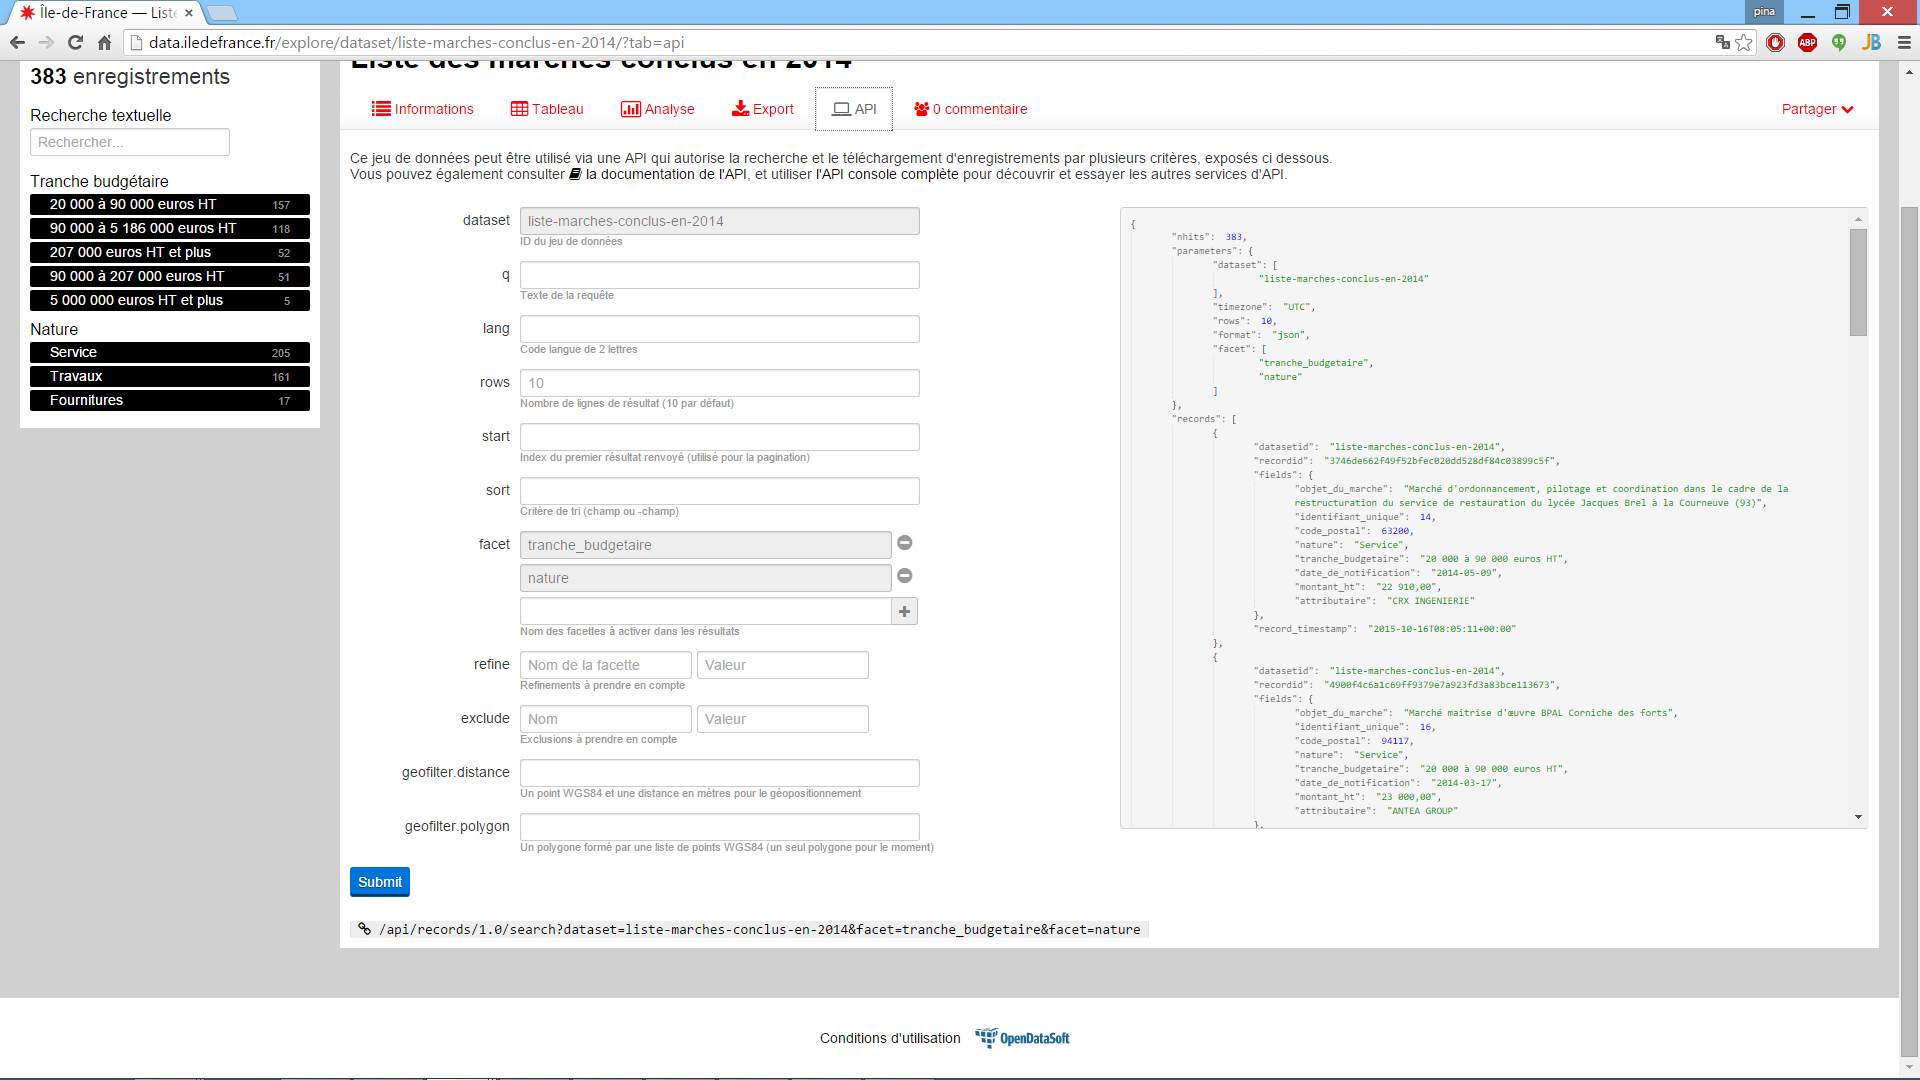 Île-de-France — List
pina
data.iledefrance.fr/explore/dataset/liste-marches-conclus-en-2014/?tab=api
ABP
JB
383 enregistrements
Recherche textuelle
Rechercher...
Tranche budgétaire
20 000 à 90 000 euros HT 157
90 000 à 5 186 000 euros HT 118
207 000 euros HT et plus 52
90 000 à 207 000 euros HT 51
5 000 000 euros HT et plus 5
Nature
Service 205
Travaux 161
Fournitures 17
Liste des marchés conclus en 2014
Informations
Tableau
Analyse
Export
API
0 commentaire
Partager
Ce jeu de données peut être utilisé via une API qui autorise la recherche et le téléchargement d'enregistrements par plusieurs critères, exposés ci dessous.
Vous pouvez également consulter la documentation de l'API, et utiliser l'API console complète pour découvrir et essayer les autres services d'API.
dataset
liste-marches-conclus-en-2014
ID du jeu de données
q
Texte de la requête
lang
Code langue de 2 lettres
rows
10
Nombre de lignes de résultat (10 par défaut)
start
Index du premier résultat renvoyé (utilisé pour la pagination)
sort
Critère de tri (champ ou -champ)
facet
tranche_budgetaire
nature
Nom des facettes à activer dans les résultats
refine
Nom de la facette
Valeur
Refinements à prendre en compte
exclude
Nom
Valeur
Exclusions à prendre en compte
geofilter.distance
Un point WGS84 et une distance en mètres pour le géopositionnement
geofilter.polygon
Un polygone formé par une liste de points WGS84 (un seul polygone pour le moment)
Submit
/api/records/1.0/search?dataset=liste-marches-conclus-en-2014&facet=tranche_budgetaire&facet=nature
{
"nhits": 383,
"parameters": {
"dataset": [
"liste-marches-conclus-en-2014"
],
"timezone": "UTC",
"rows": 10,
"format": "json",
"facet": [
"tranche_budgetaire",
"nature"
]
},
"records": [
{
"datasetid": "liste-marches-conclus-en-2014",
"recordid": "3746de662f49f52bfec020dd528df84c03899c5f",
"fields": {
"objet_du_marche": "Marché d'ordonnancement, pilotage et coordination dans le cadre de la
restructuration du service de restauration du lycée Jacques Brel à la Courneuve (93)",
"identifiant_unique": 14,
"code_postal": 63200,
"nature": "Service",
"tranche_budgetaire": "20 000 à 90 000 euros HT",
"date_de_notification": "2014-05-09",
"montant_ht": "22 910,00",
"attributaire": "CRX INGENIERIE"
},
"record_timestamp": "2015-10-16T08:05:11+00:00"
},
{
"datasetid": "liste-marches-conclus-en-2014",
"recordid": "4900f4c6a1c69ff9379e7a923fd3a83bce113673",
"fields": {
"objet_du_marche": "Marché maitrise d'œuvre BPAL Corniche des forts",
"identifiant_unique": 16,
"code_postal": 94117,
"nature": "Service",
"tranche_budgetaire": "20 000 à 90 000 euros HT",
"date_de_notification": "2014-03-17",
"montant_ht": "23 000,00",
"attributaire": "ANTEA GROUP"
},
Conditions d'utilisation
OpenDataSoft